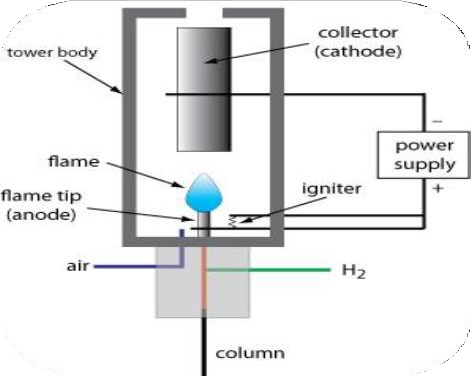 collector
(cathode)
tower body
−
power
supply
+
flame
igniter
flame tip
(anode)
air
H₂
column